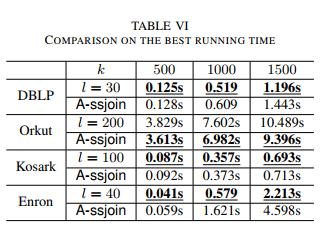 TABLE VI
COMPARISON ON THE BEST RUNNING TIME
k 500 1000 1500
DBLP
l = 30 0.125s 0.519 1.196s
A-ssjoin 0.128s 0.609 1.443s
Orkut
l = 200 3.829s 7.602s 10.489s
A-ssjoin 3.613s 6.982s 9.396s
Kosark
l = 100 0.087s 0.357s 0.693s
A-ssjoin 0.092s 0.373s 0.713s
Enron
l = 40 0.041s 0.579 2.213s
A-ssjoin 0.059s 1.621s 4.598s